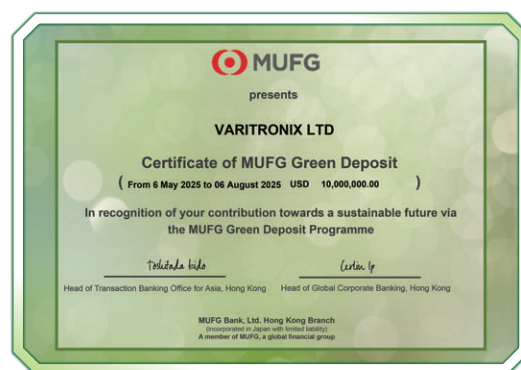 MUFG
presents
VARITRONIX LTD
Certificate of MUFG Green Deposit
( From 6 May 2025 to 06 August 2025 USD 10,000,000.00 )
In recognition of your contribution towards a sustainable future via
the MUFG Green Deposit Programme
Toshitada Kido
Head of Transaction Banking Office for Asia, Hong Kong
Head of Global Corporate Banking, Hong Kong
MUFG Bank, Ltd. Hong Kong Branch
(incorporated in Japan with limited liability)
A member of MUFG, a global financial group